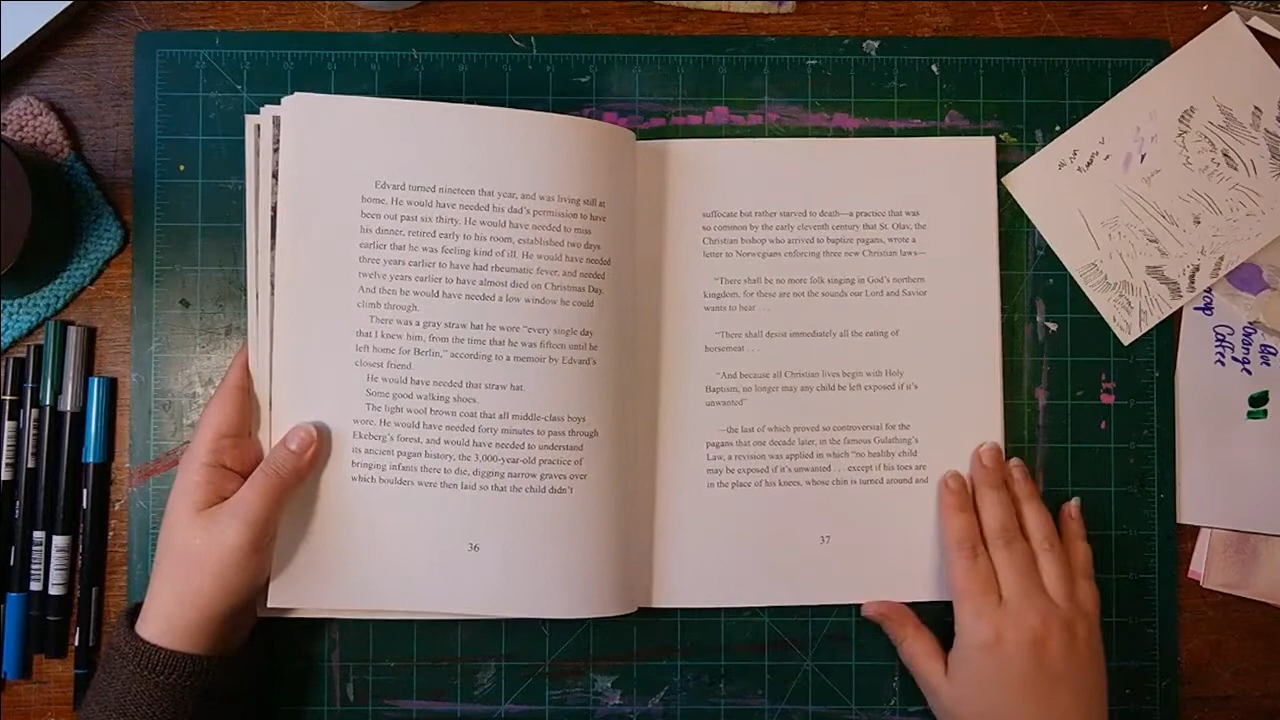 Edvard turned nineteen that year, and was living still at
home. He would have needed his dad's permission to have
been out past six thirty. He would have needed to miss
his dinner, retired early to his room, established two days
earlier that he was feeling kind of ill. He would have needed
three years earlier to have had rheumatic fever, and needed
twelve years earlier to have almost died on Christmas Day.
And then he would have needed a low window he could
climb through.
There was a gray straw hat he wore “every single day
that I knew him, from the time that he was fifteen until he
left home for Berlin,” according to a memoir by Edvard's
closest friend.
He would have needed that straw hat.
Some good walking shoes.
The light wool brown coat that all middle-class boys
wore. He would have needed forty minutes to pass through
Ekeberg's forest, and would have needed to understand
its ancient pagan history, the 3,000-year-old practice of
bringing infants there to die, digging narrow graves over
which boulders were then laid so that the child didn't
36
suffocate but rather starved to death—a practice that was
so common by the early eleventh century that St. Olav, the
Christian bishop who arrived to baptize pagans, wrote a
letter to Norwegians enforcing three new Christian laws—
“There shall be no more folk singing in God's northern
kingdom, for these are not the sounds our Lord and Savior
wants to hear . . .
“There shall desist immediately all the eating of
horsemeat . . .
“And because all Christian lives begin with Holy
Baptism, no longer may any child be left exposed if it's
unwanted”
—the last of which proved so controversial for the
pagans that one decade later, in the famous Gulathing's
Law, a revision was applied in which “no healthy child
may be exposed if it's unwanted . . . except if his toes are
in the place of his knees, whose chin is turned around and
37
Blue
Orange
Coffee